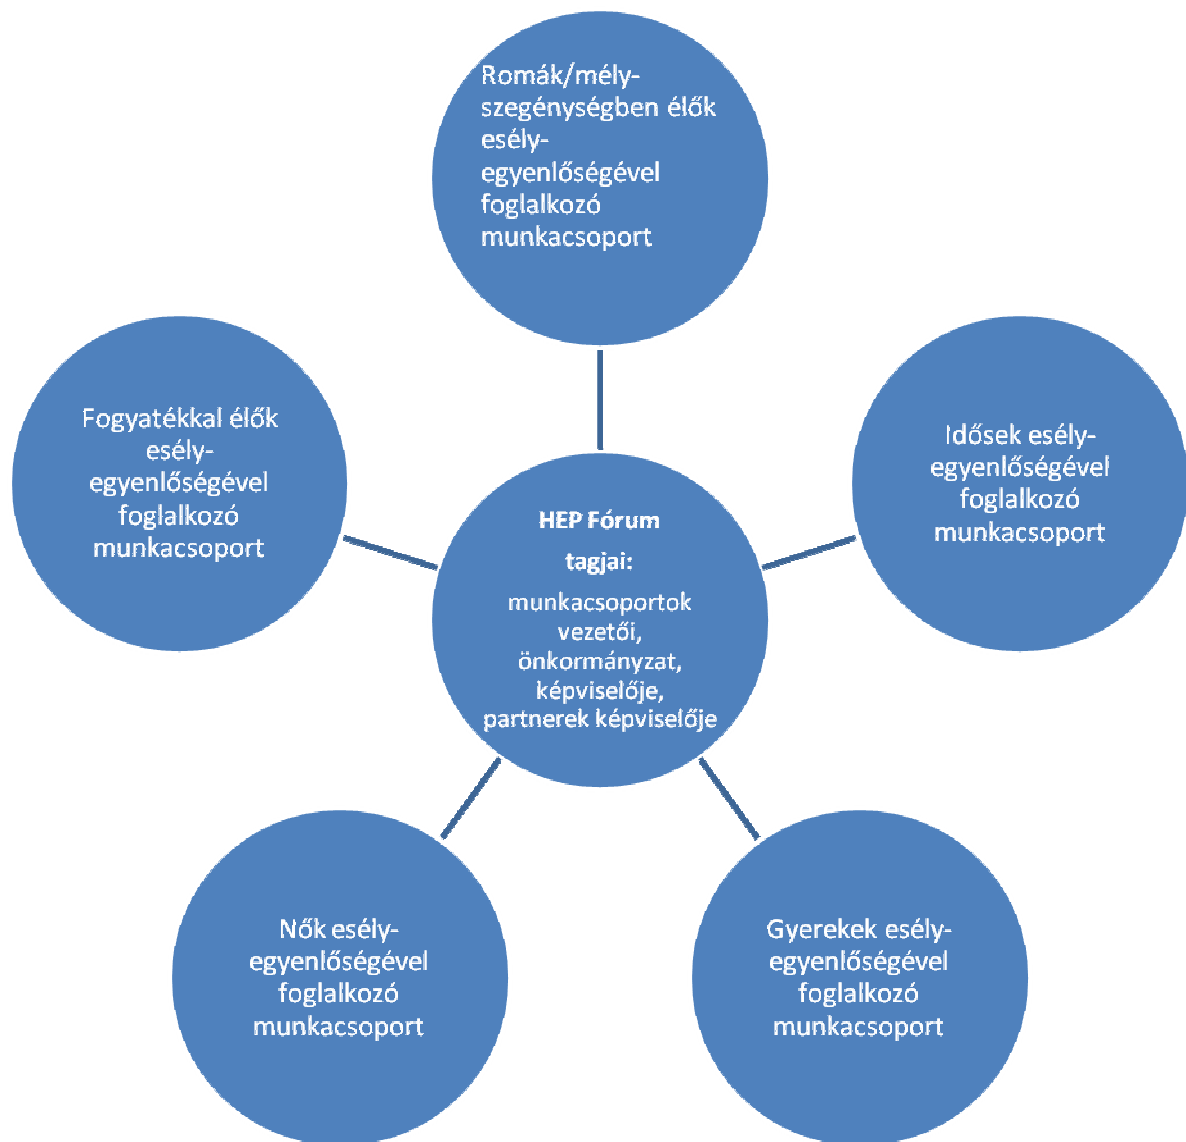 Romák/mély-
szegénységben élők
esély-
egyenlőségével
foglalkozó
munkacsoport
Fogyatékkal élők
esély-
egyenlőségével
foglalkozó
munkacsoport
Idősek esély-
egyenlőségével
foglalkozó
munkacsoport
HEP Fórum
tagjai:
munkacsoportok
vezetői,
önkormányzat,
képviselője,
partnerek képviselője
Nők esély-
egyenlőségével
foglalkozó
munkacsoport
Gyerekek esély-
egyenlőségével
foglalkozó
munkacsoport